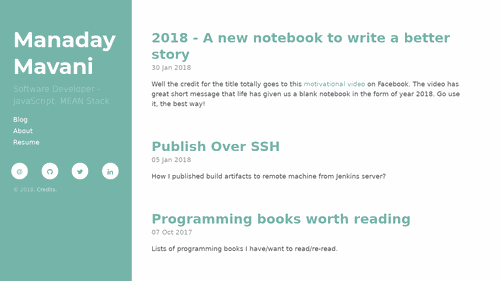 Manaday
Mavani
Software Developer -
JavaScript, MEAN Stack
Blog
About
Resume
© 2018. Credits.
2018 - A new notebook to write a better
story
30 Jan 2018
Well the credit for the title totally goes to this motivational video on Facebook. The video has
great short message that life has given us a blank notebook in the form of year 2018. Go use
it, the best way!
Publish Over SSH
05 Jan 2018
How I published build artifacts to remote machine from Jenkins server?
Programming books worth reading
07 Oct 2017
Lists of programming books I have/want to read/re-read.